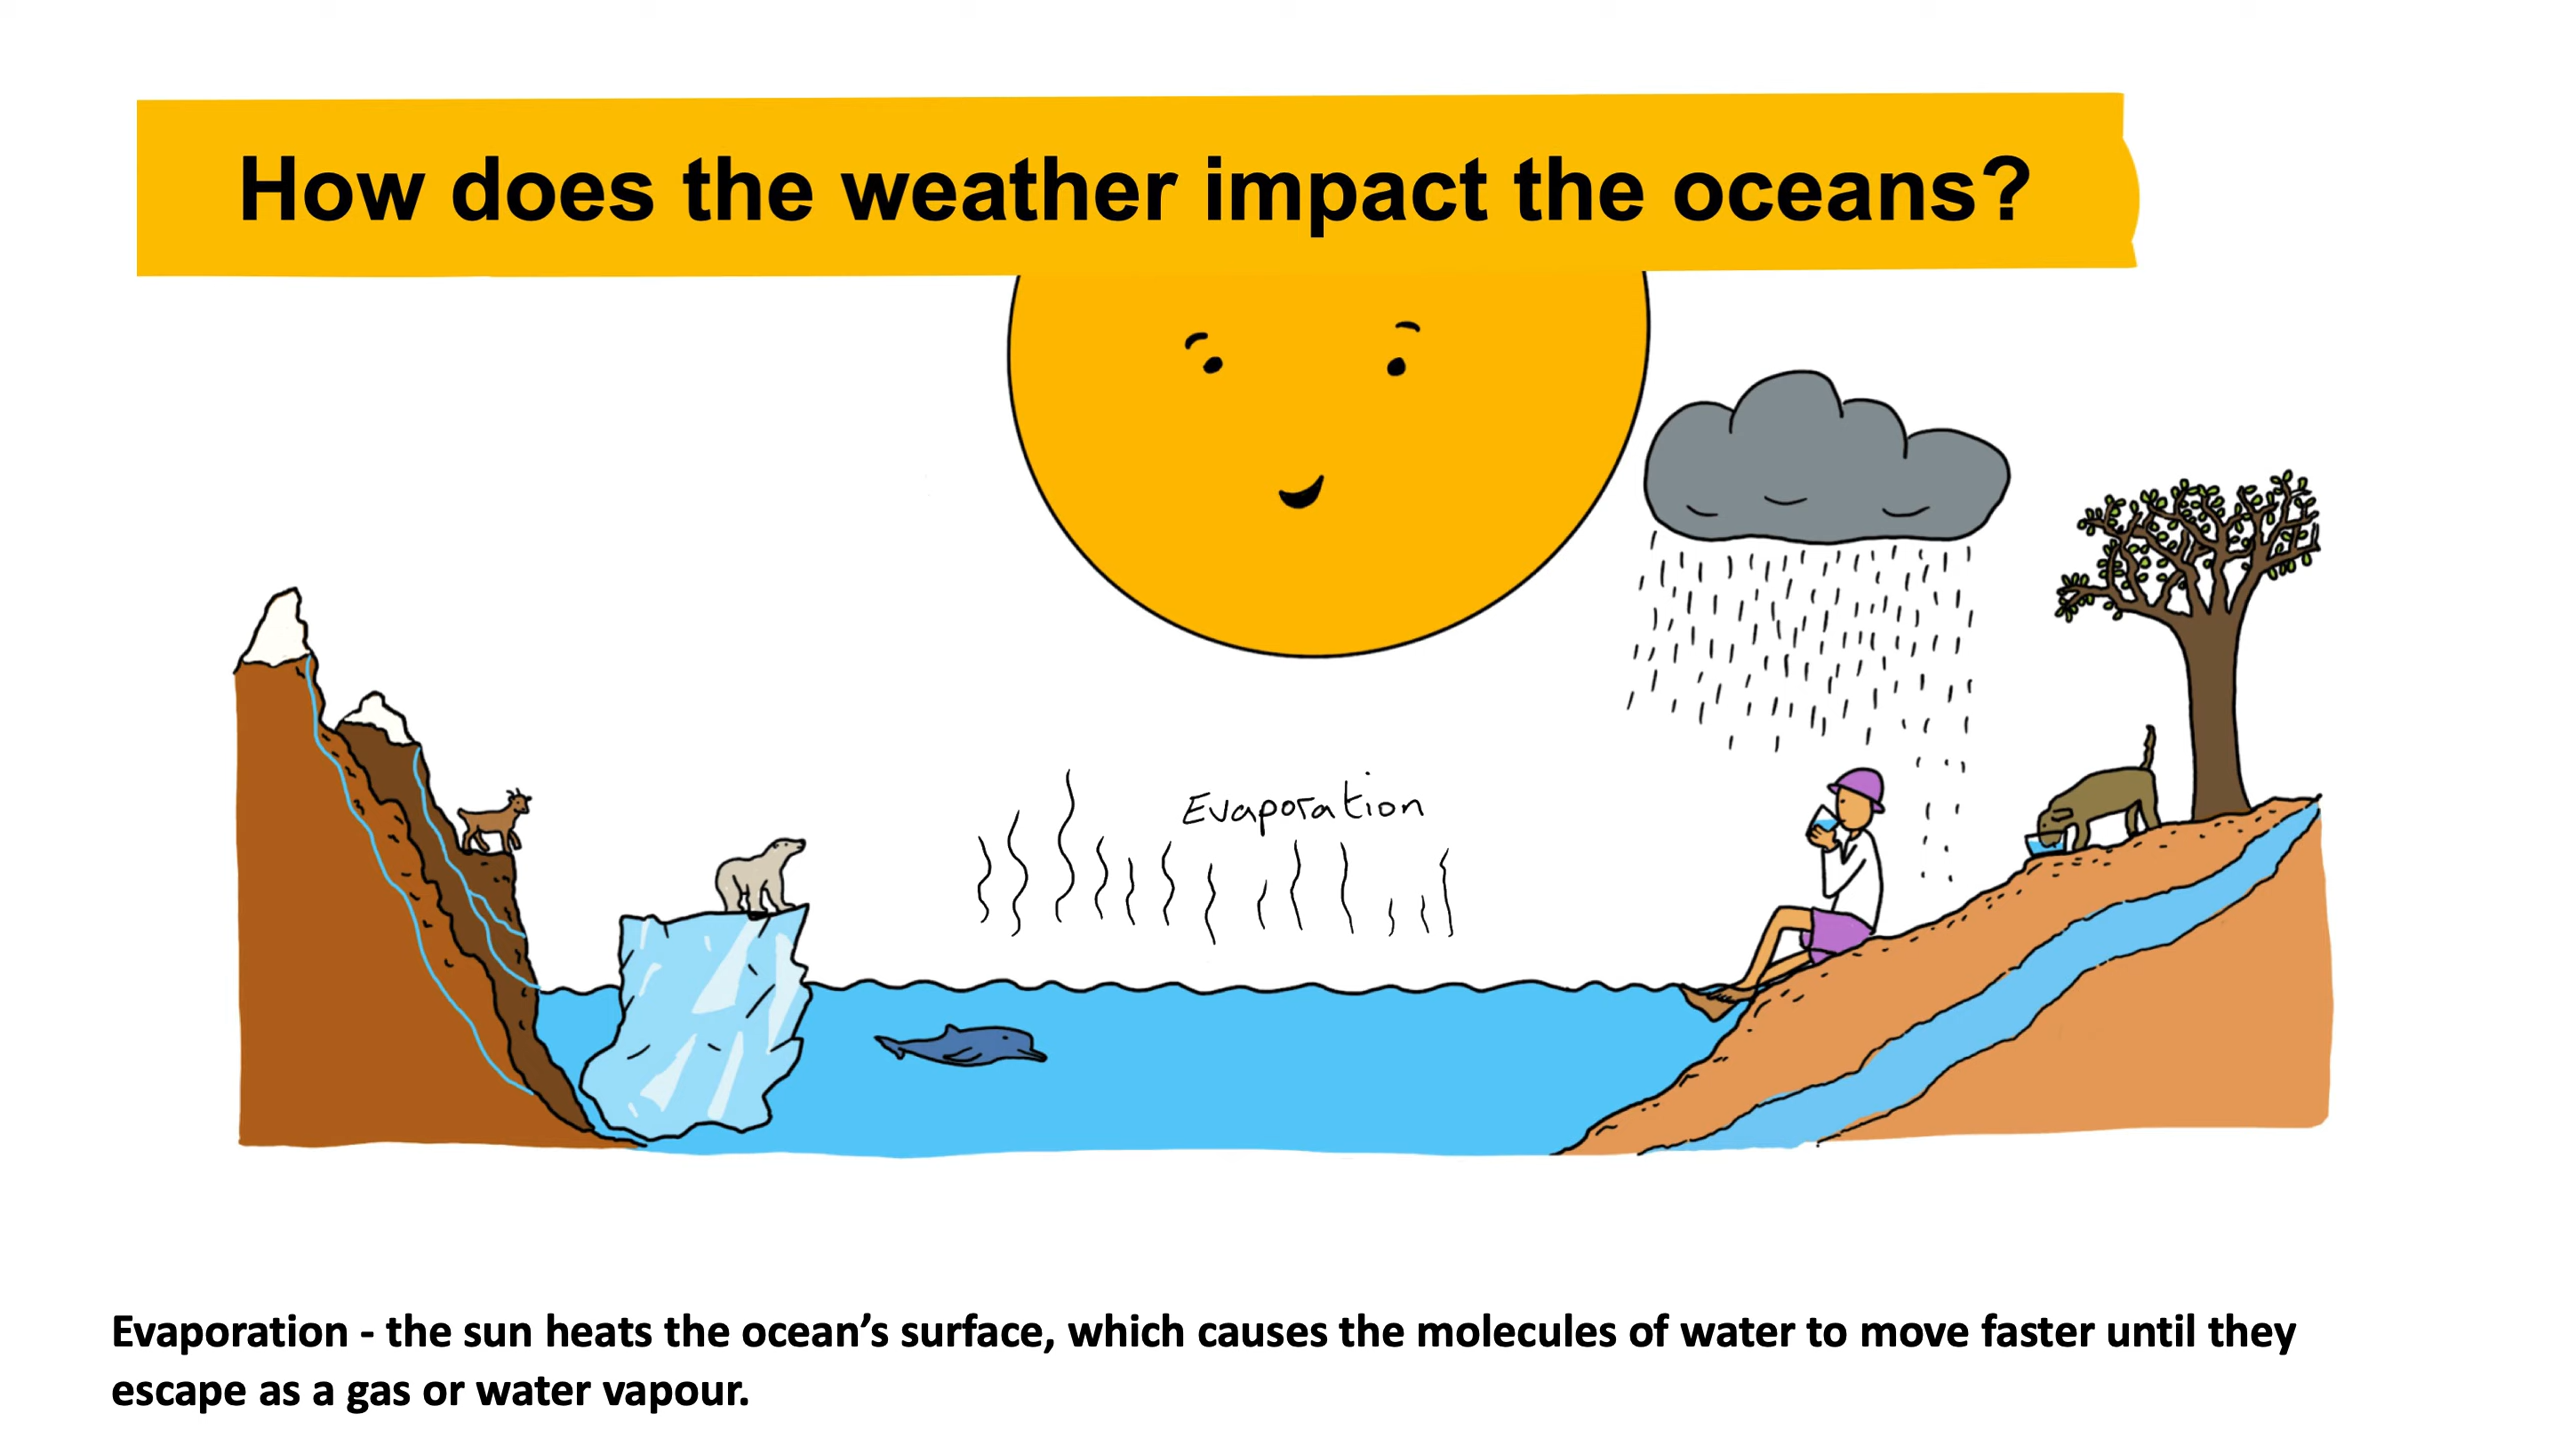 How does the weather impact the oceans?
Evaporation
Evaporation - the sun heats the ocean’s surface, which causes the molecules of water to move faster until they
escape as a gas or water vapour.